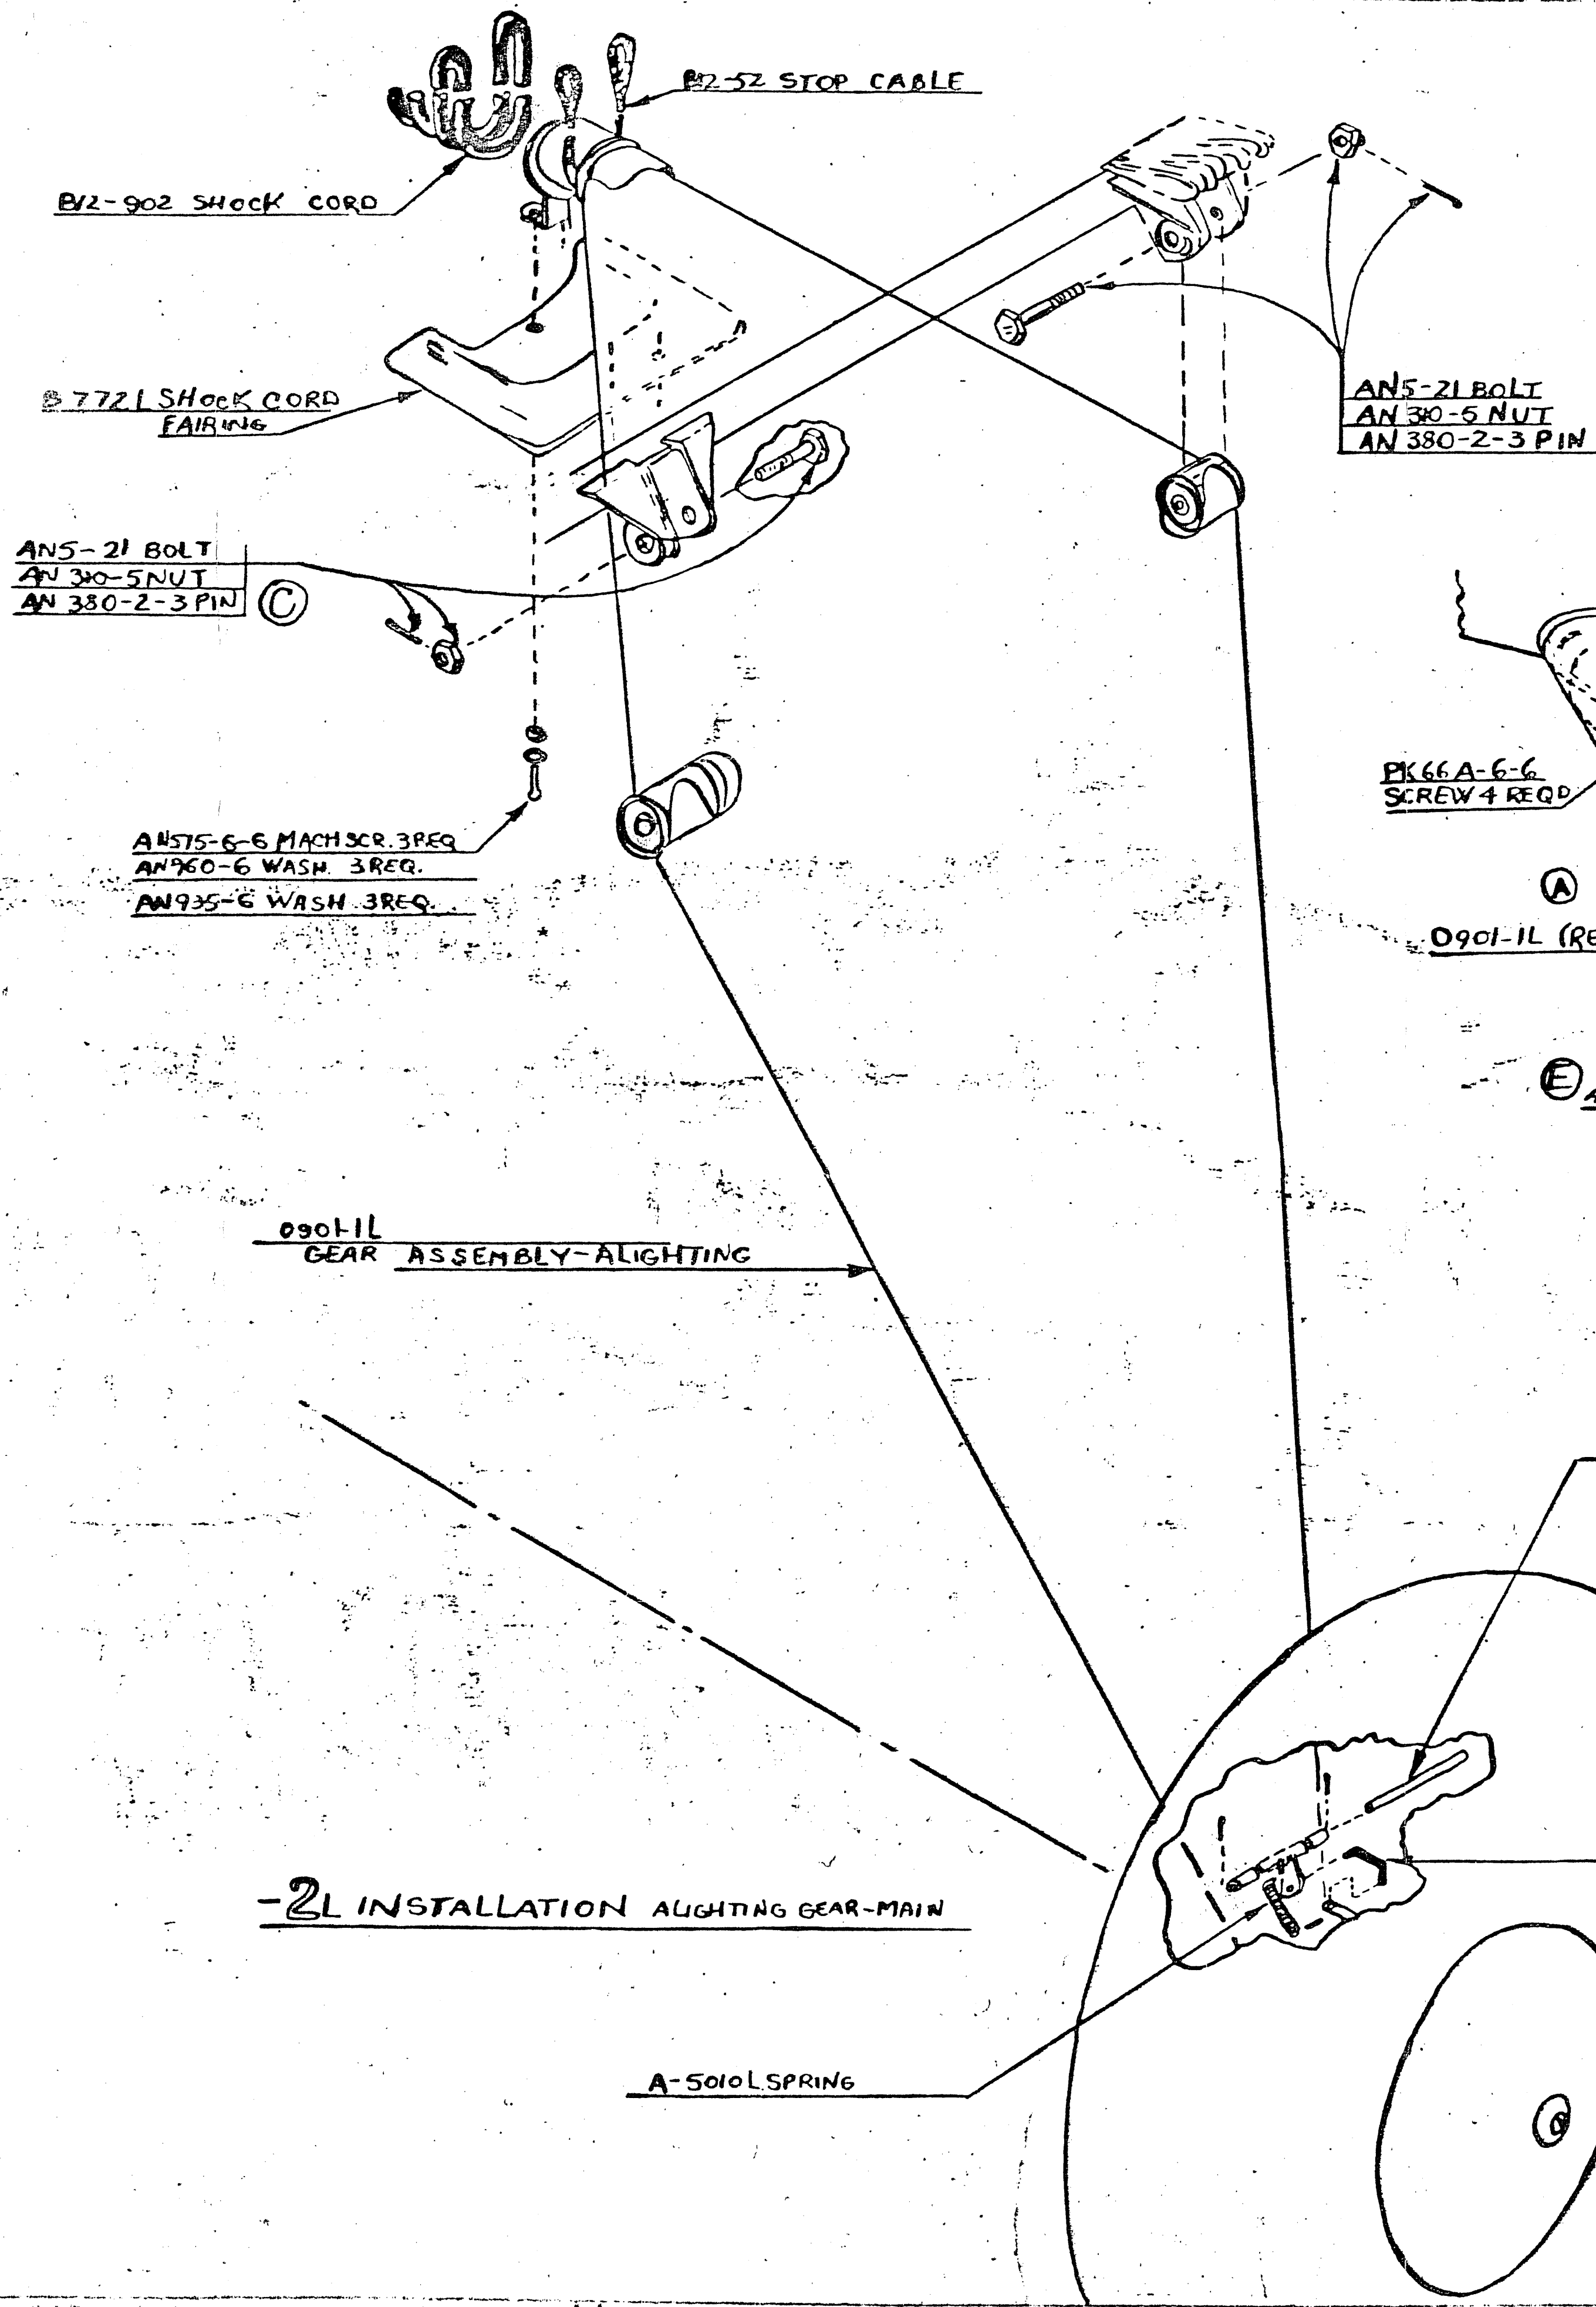 B12-52 STOP CABLE
B12-902 SHOCK CORD
B 772 L SHOCK CORD
FAIRING
AN5-21 BOLT
AN 310-5 NUT
AN 380-2-3 PIN
AN5-21 BOLT
AN 310-5 NUT
AN 380-2-3 PIN
C
PK66A-6-6
SCREW 4 REQD
AN515-6-6 MACH SCR. 3 REQ
AN960-6 WASH. 3 REQ.
AN935-6 WASH. 3 REQ.
A
0901-1L (RE
E
0901-1L
GEAR ASSEMBLY-ALIGHTING
-2L INSTALLATION ALIGHTING GEAR-MAIN
A-5010L SPRING